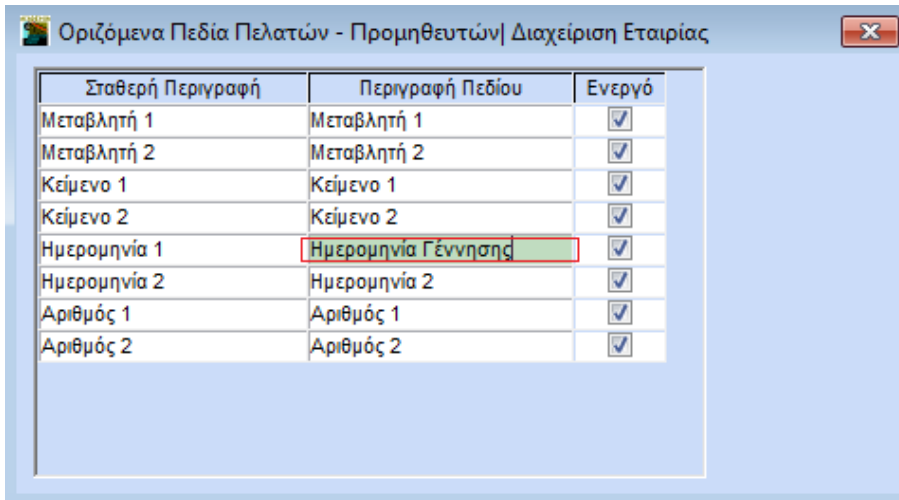 Οριζόμενα Πεδία Πελατών - Προμηθευτών| Διαχείριση Εταιρίας
Σταθερή Περιγραφή Περιγραφή Πεδίου Ενεργό
Μεταβλητή 1 Μεταβλητή 1
Μεταβλητή 2 Μεταβλητή 2
Κείμενο 1 Κείμενο 1
Κείμενο 2 Κείμενο 2
Ημερομηνία 1 Ημερομηνία Γέννησης
Ημερομηνία 2 Ημερομηνία 2
Αριθμός 1 Αριθμός 1
Αριθμός 2 Αριθμός 2